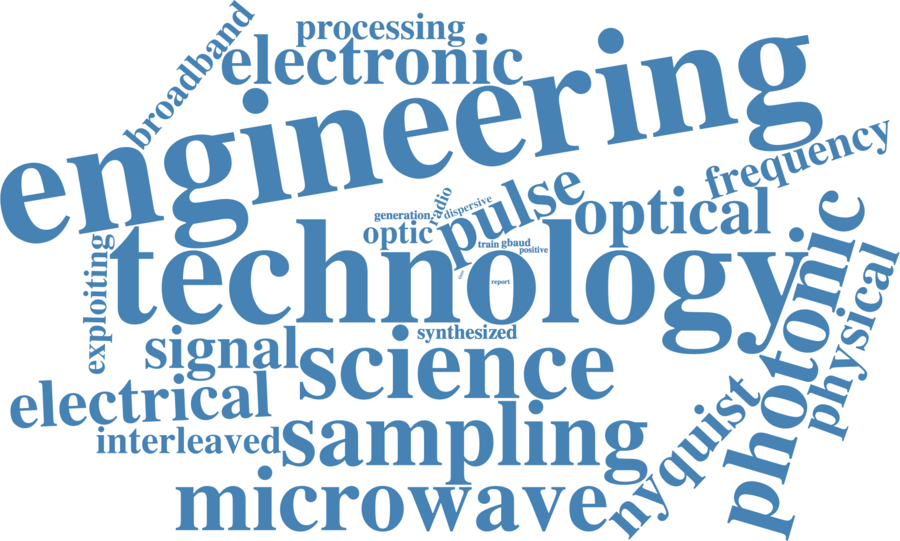 broadband
processing
electronic
engineering
frequency
pulse
radio
dispersive
generation
optic
optical
train
gbaud
positive
technology
report
exploiting
photonic
physical
synthesized
signal
science
electrical
interleaved
sampling
nyquist
microwave